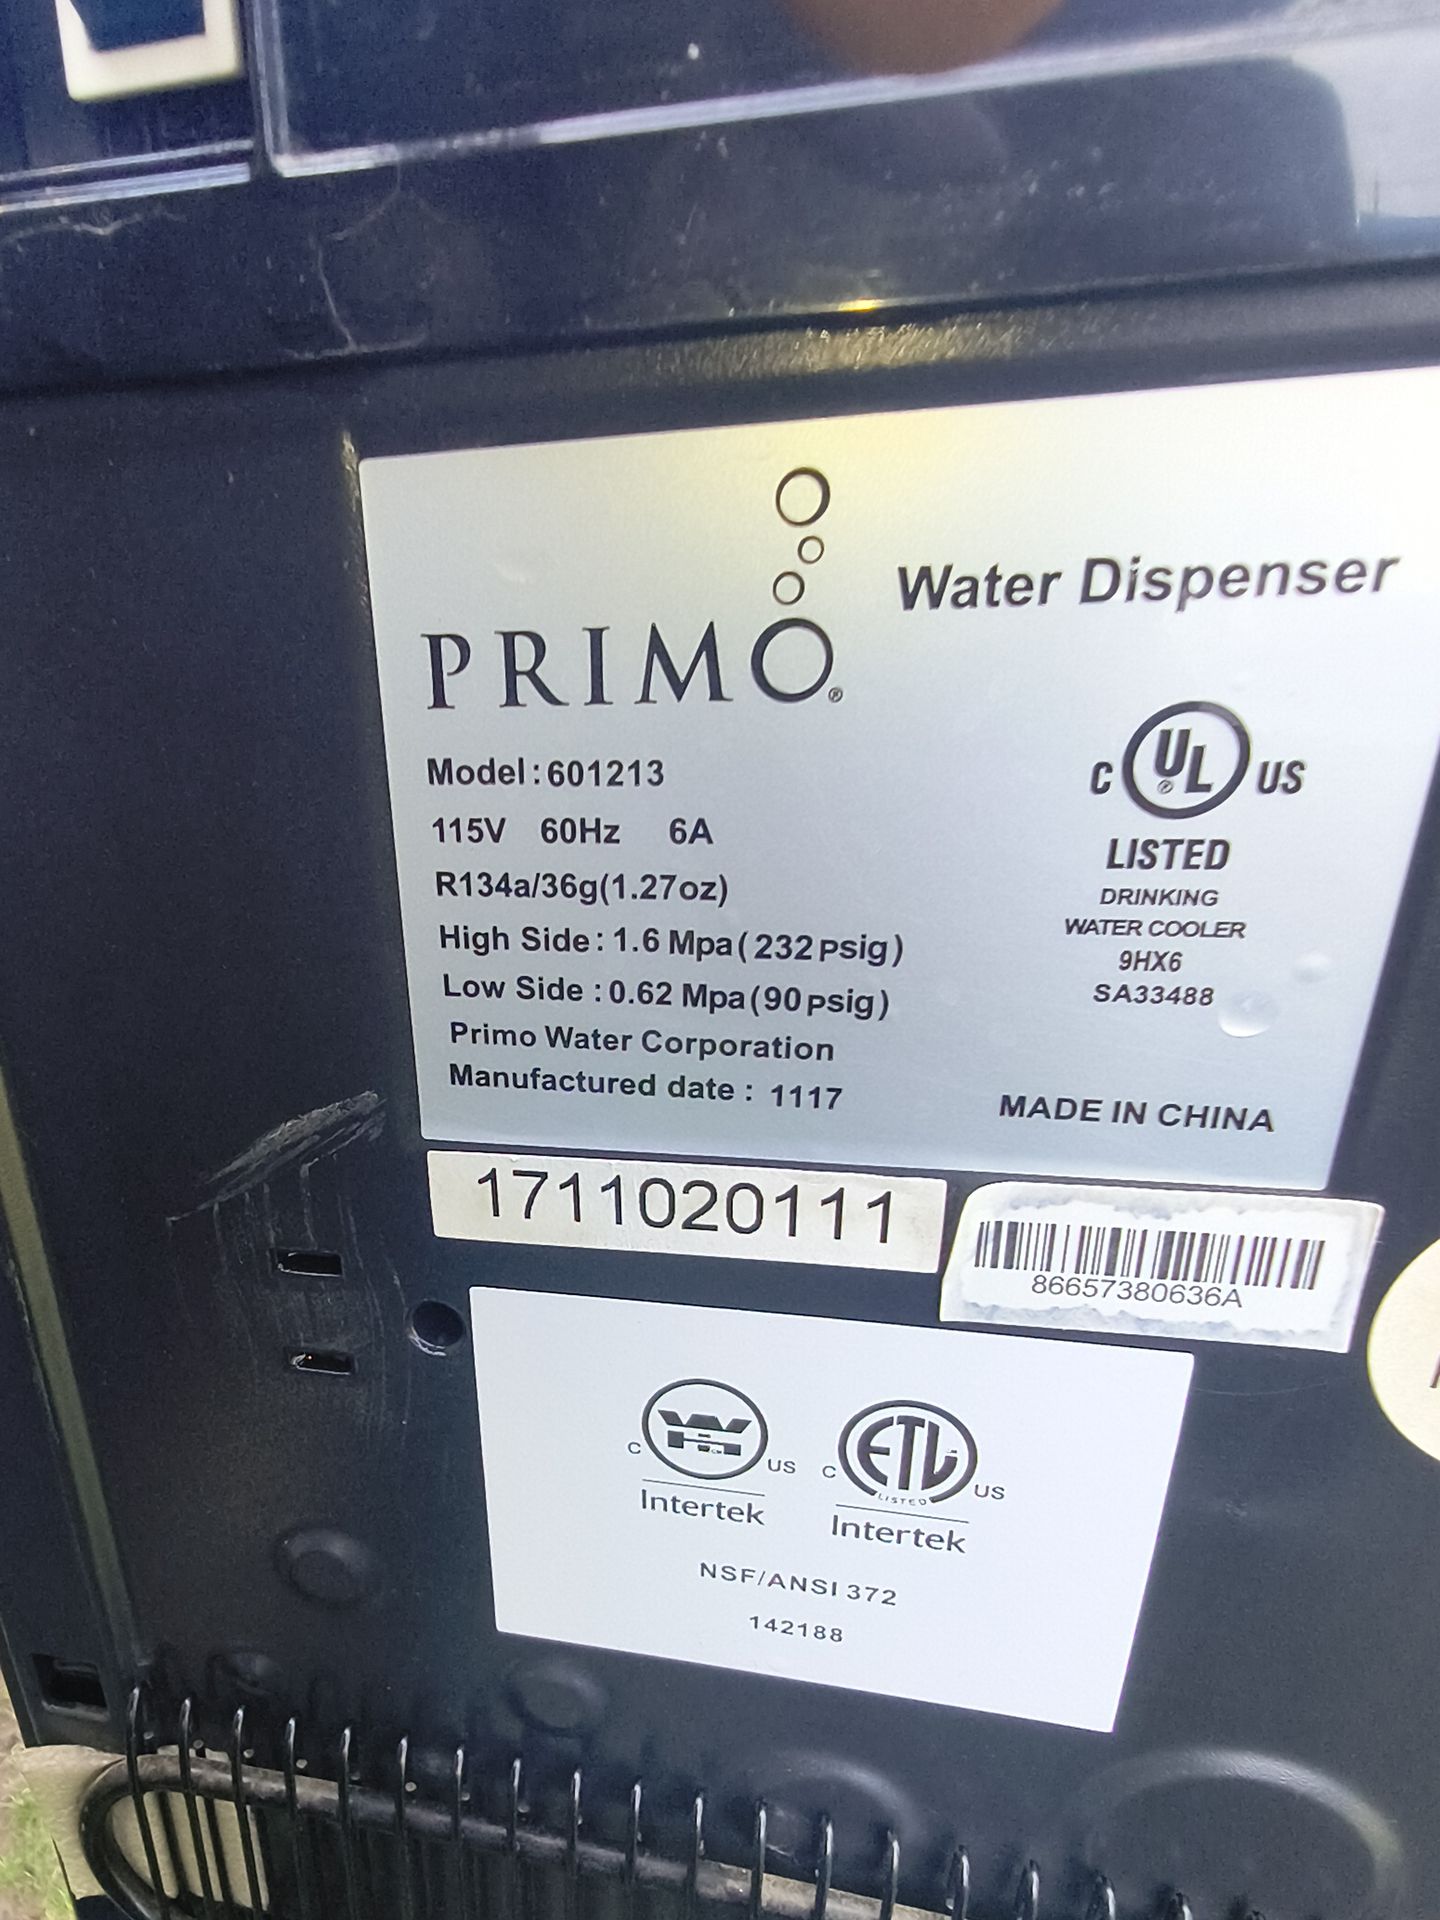 PRIMO®
Water Dispenser
Model:601213
115V 60Hz 6A
R134a/36g(1.27oz)
High Side:1.6 Mpa(232psig)
Low Side :0.62 Mpa(90psig)
Primo Water Corporation
Manufactured date : 1117
C UL® US
LISTED
DRINKING
WATER COOLER
9HX6
SA33488
MADE IN CHINA
1711020111
86657380636A
C WH US
Intertek
C ETL US
LISTED
Intertek
NSF/ANSI 372
142188